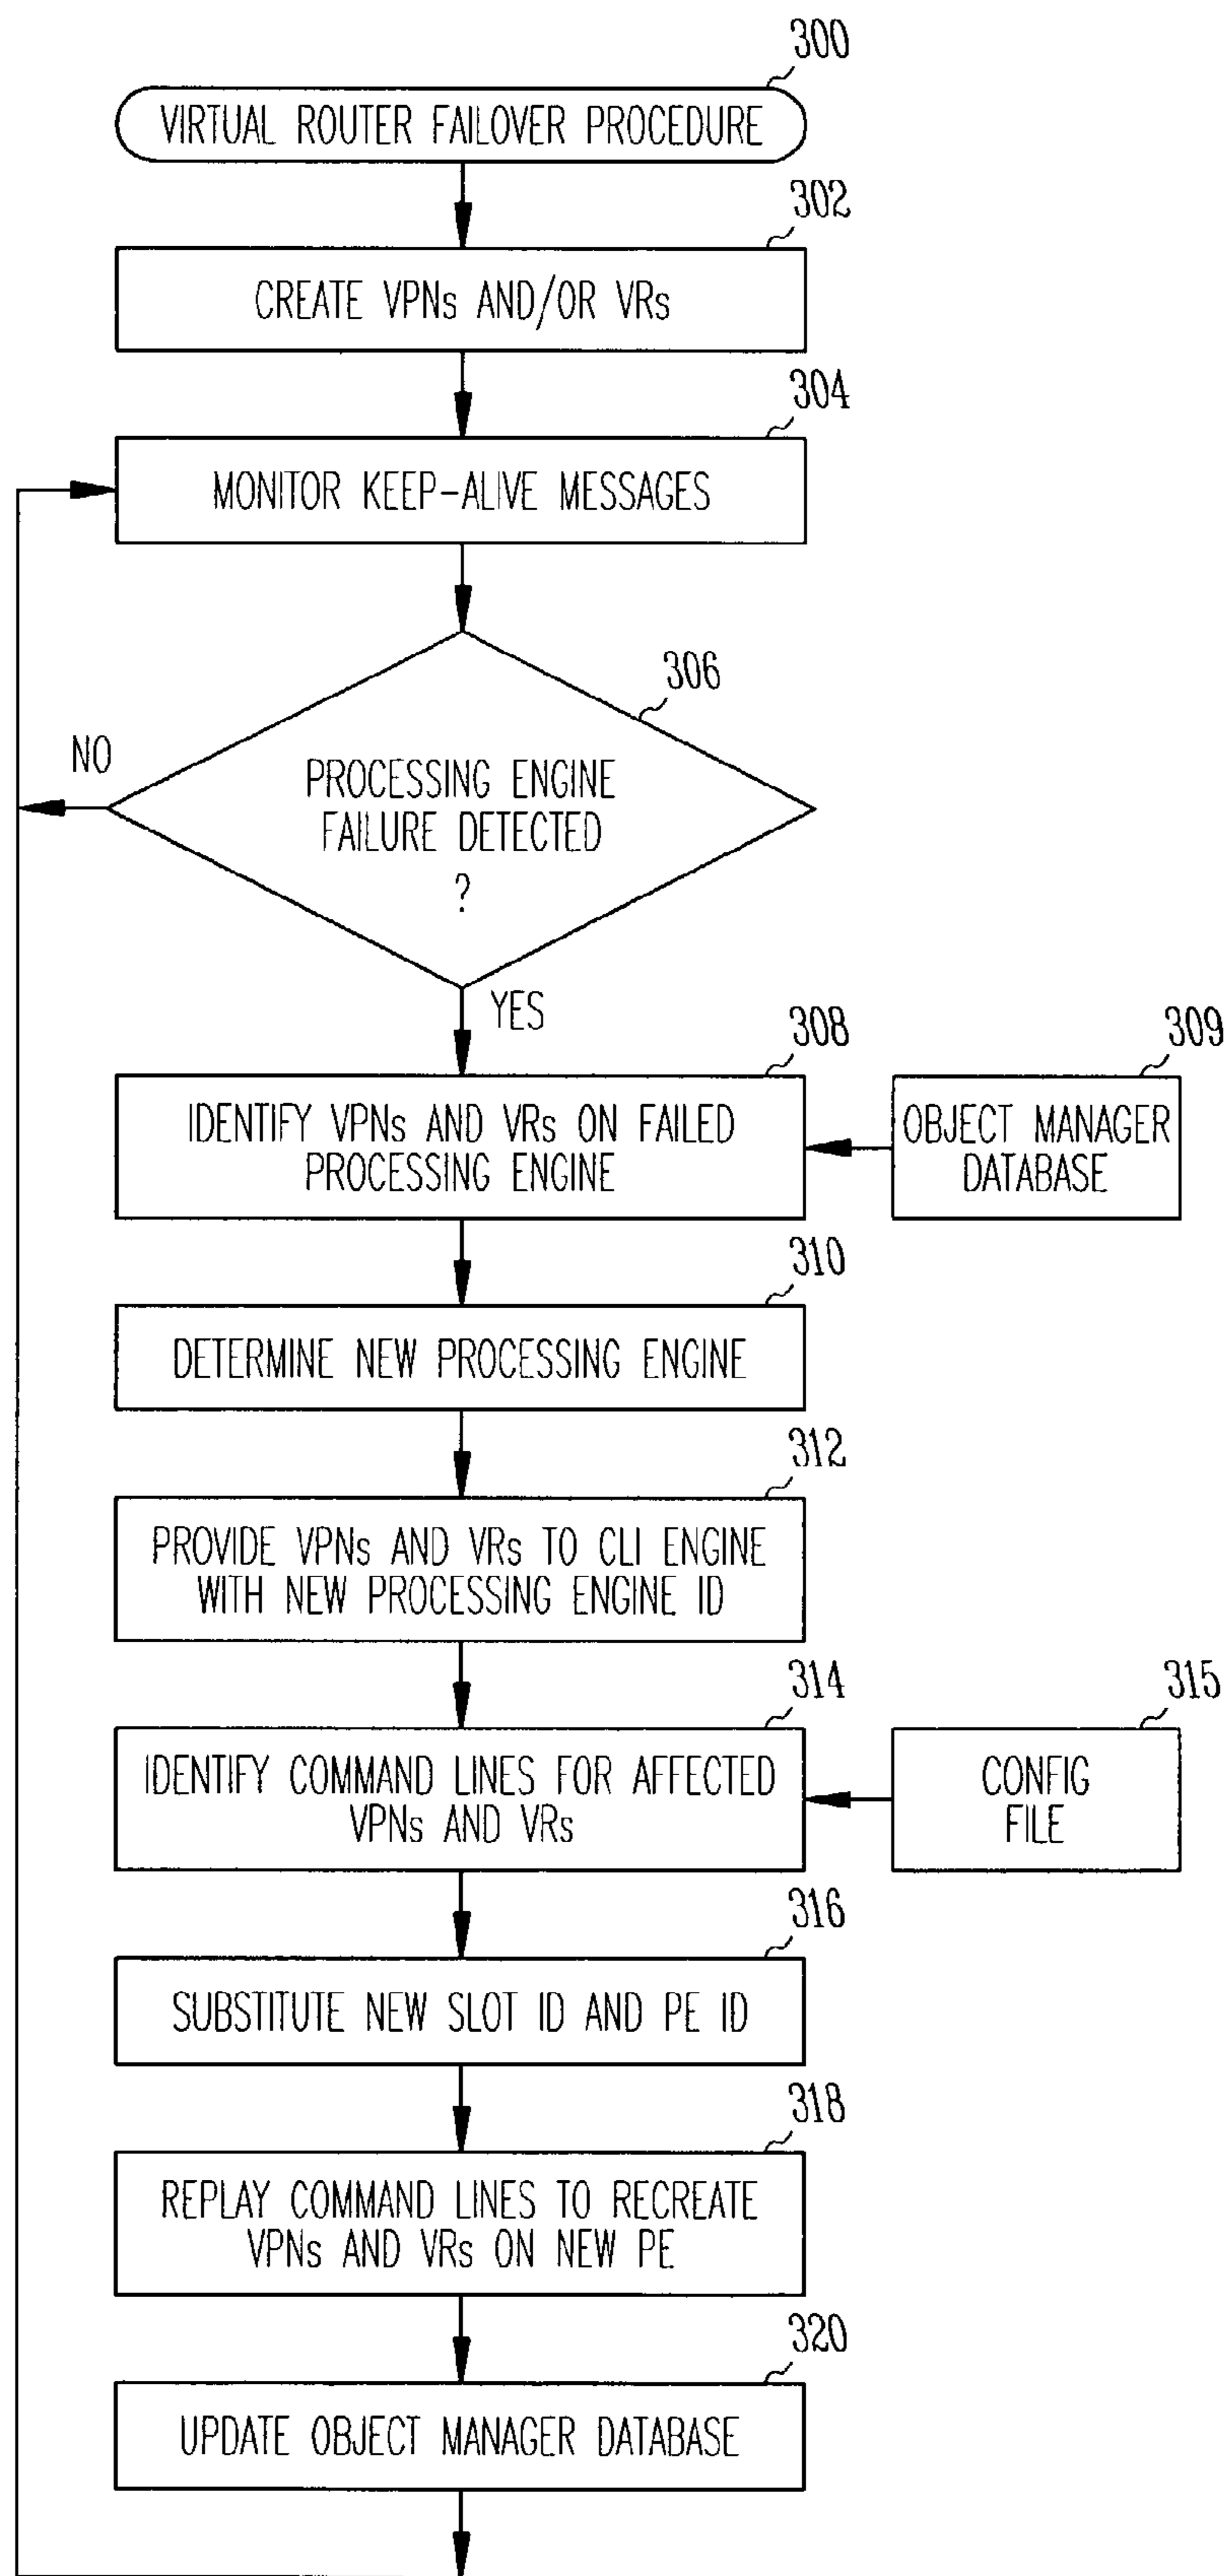 300
VIRTUAL ROUTER FAILOVER PROCEDURE
302
CREATE VPNs AND/OR VRs
304
MONITOR KEEP-ALIVE MESSAGES
306
NO
PROCESSING ENGINE
FAILURE DETECTED
?
YES
308
IDENTIFY VPNs AND VRs ON FAILED
PROCESSING ENGINE
309
OBJECT MANAGER
DATABASE
310
DETERMINE NEW PROCESSING ENGINE
312
PROVIDE VPNs AND VRs TO CLI ENGINE
WITH NEW PROCESSING ENGINE ID
314
IDENTIFY COMMAND LINES FOR AFFECTED
VPNs AND VRs
315
CONFIG
FILE
316
SUBSTITUTE NEW SLOT ID AND PE ID
318
REPLAY COMMAND LINES TO RECREATE
VPNs AND VRs ON NEW PE
320
UPDATE OBJECT MANAGER DATABASE